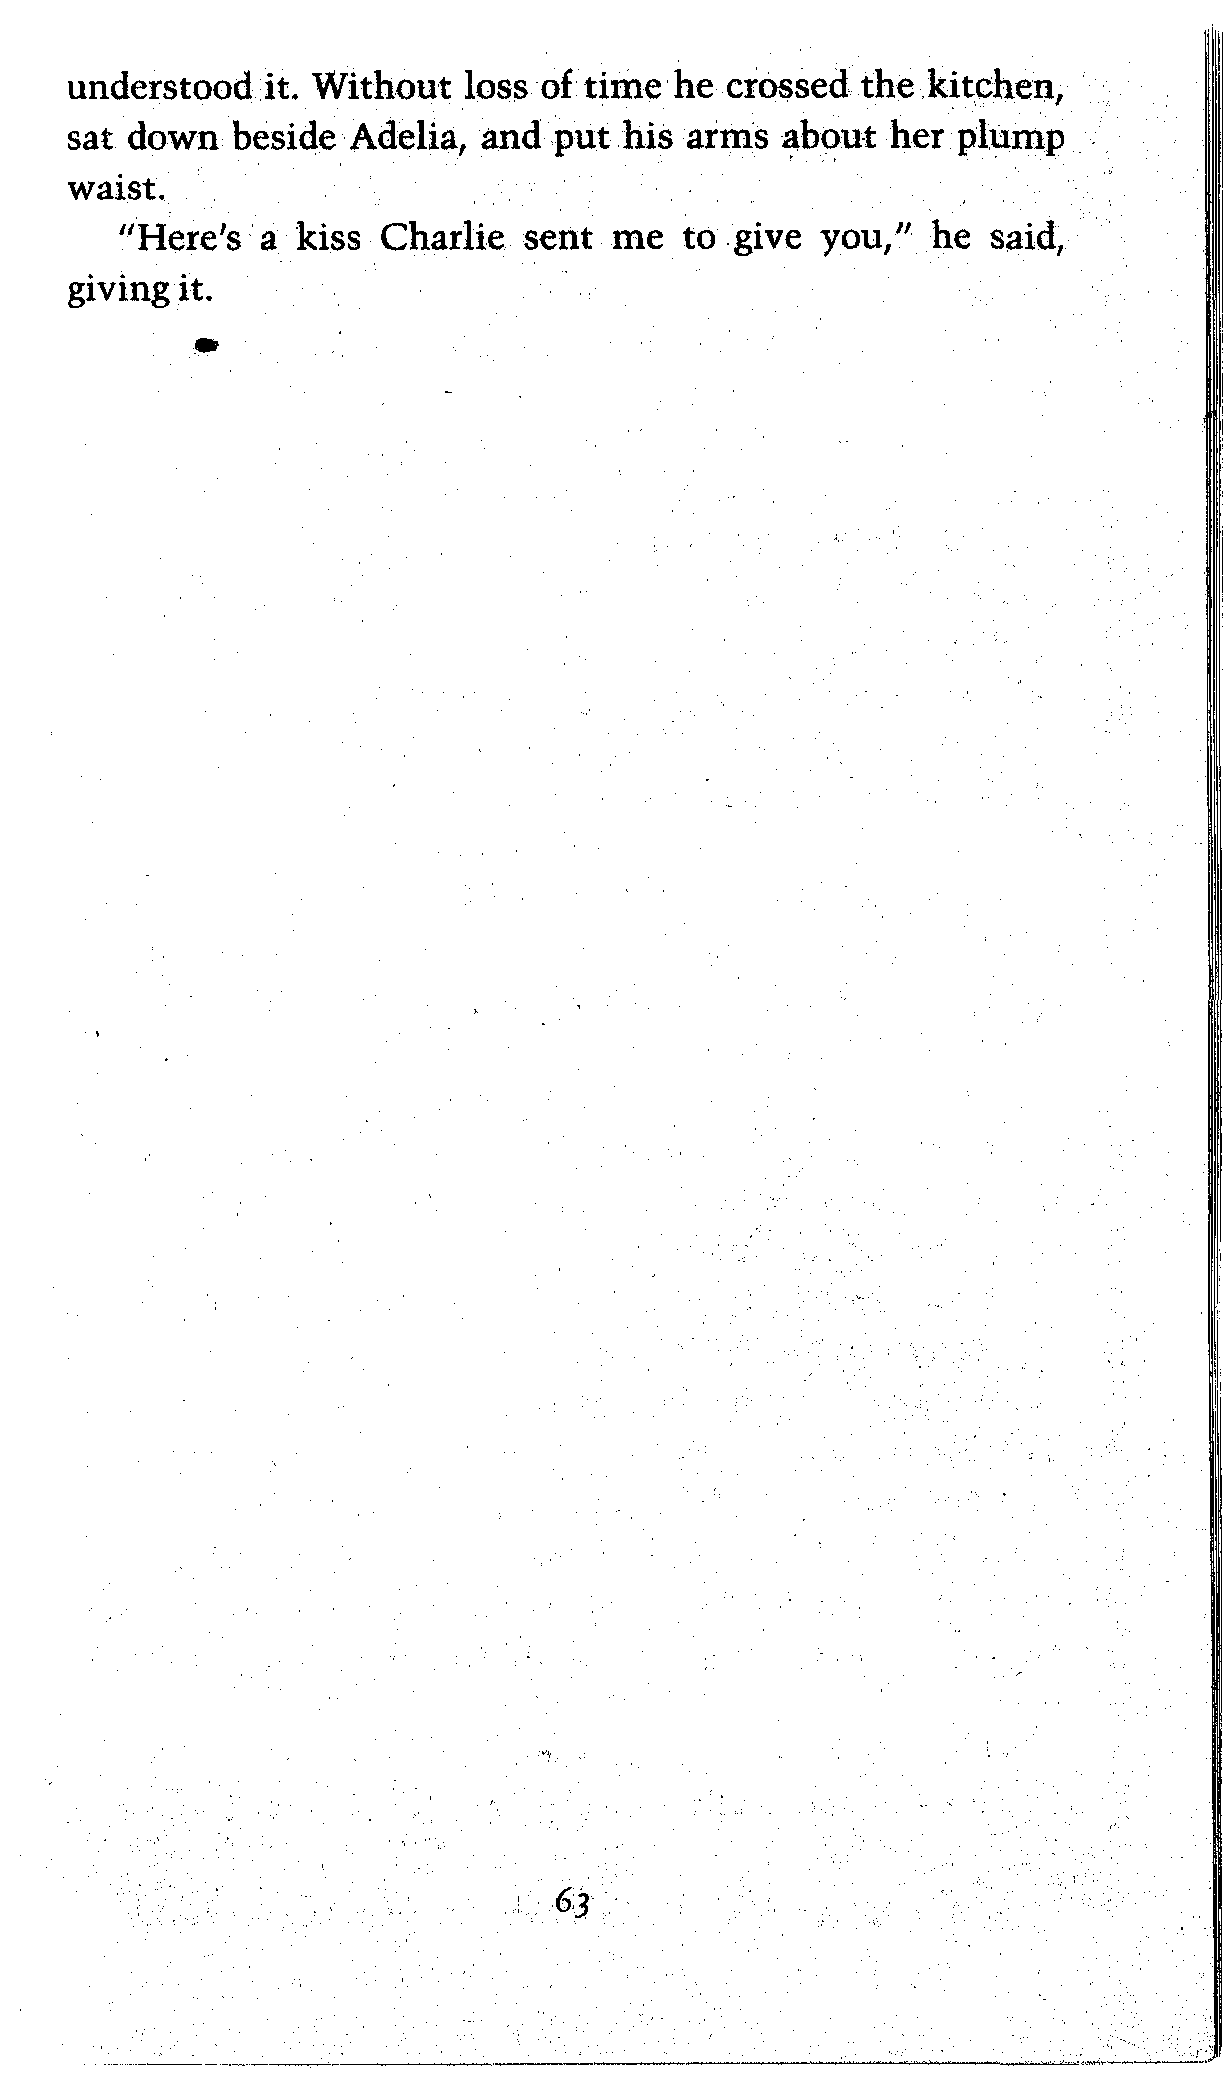 understood it. Without loss of time he crossed the kitchen,
sat down beside Adelia, and put his arms about her plump
waist.
"Here's a kiss Charlie sent me to give you," he said,
giving it.
63